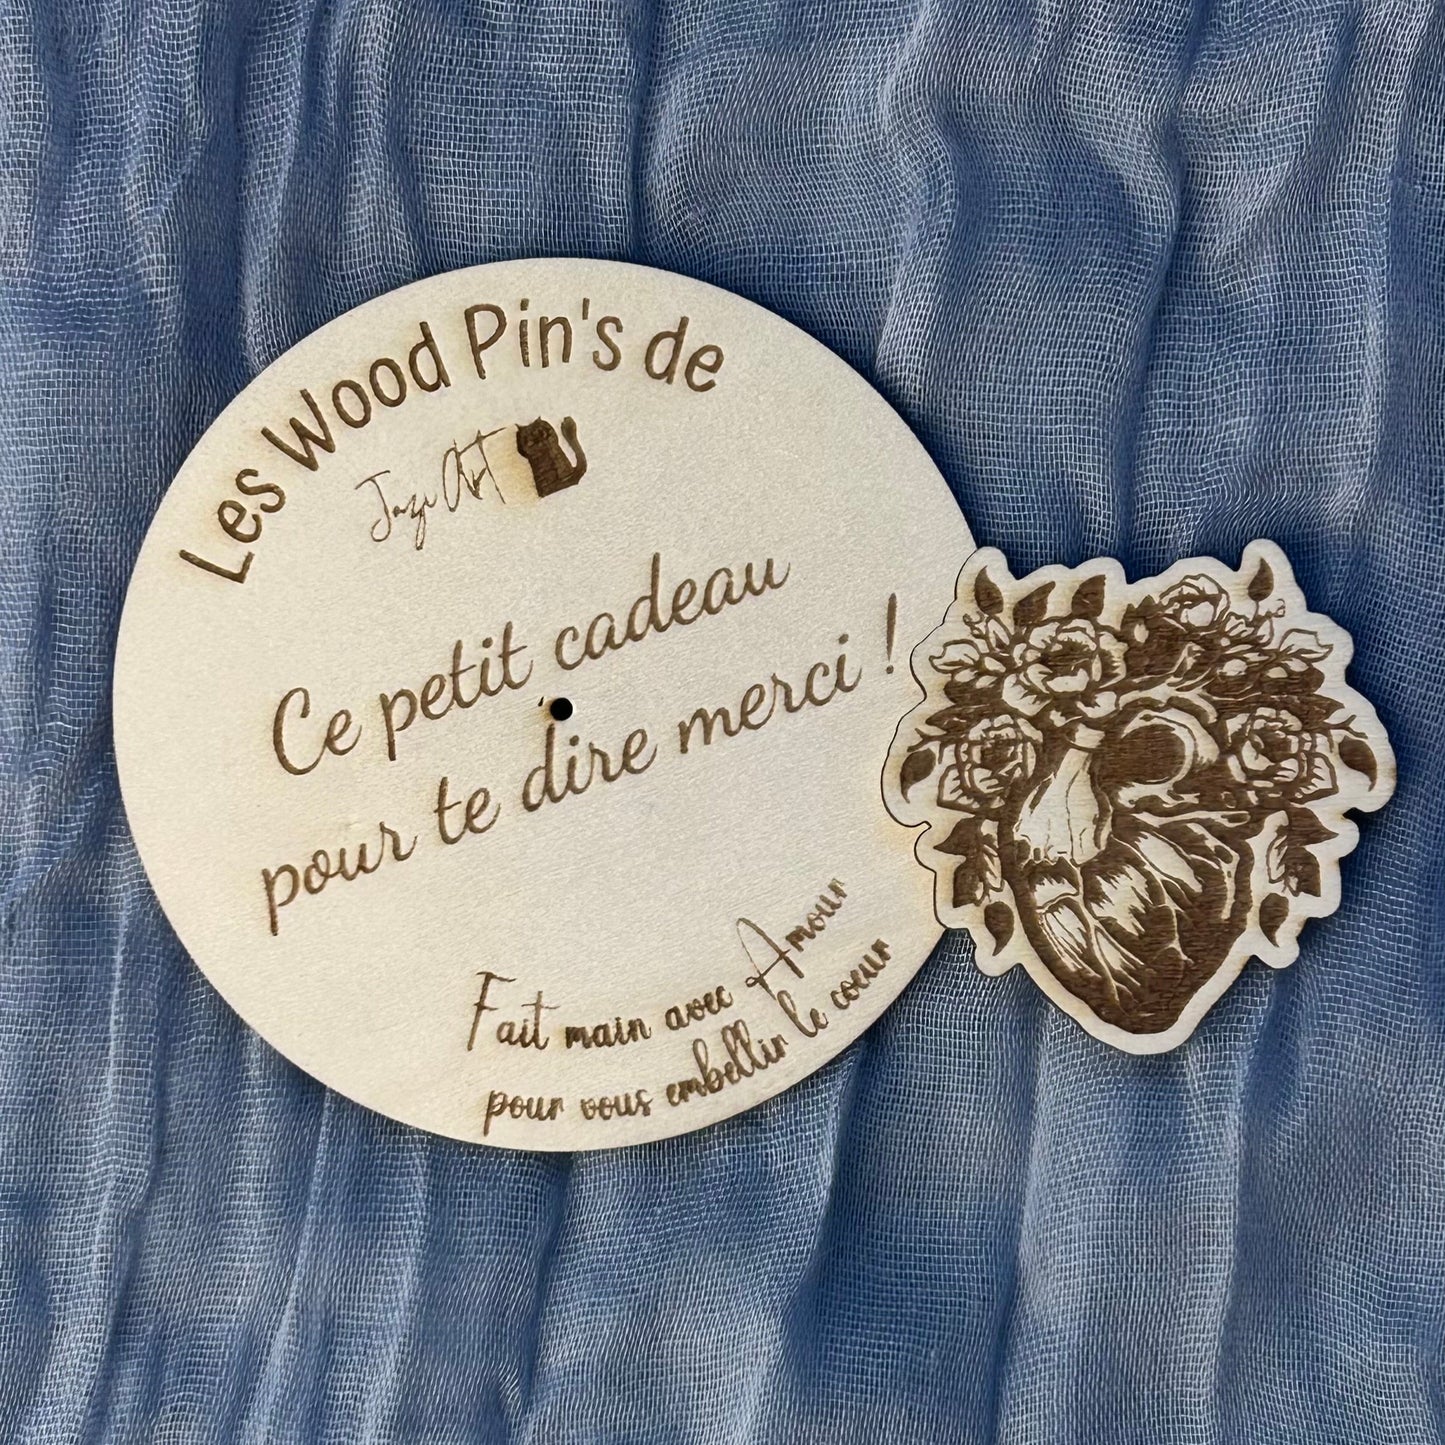 Les Wood Pin's de
Art
Ce petit cadeau
pour te dire merci !
Fait main avec Amour
pour vous embellir le coeur